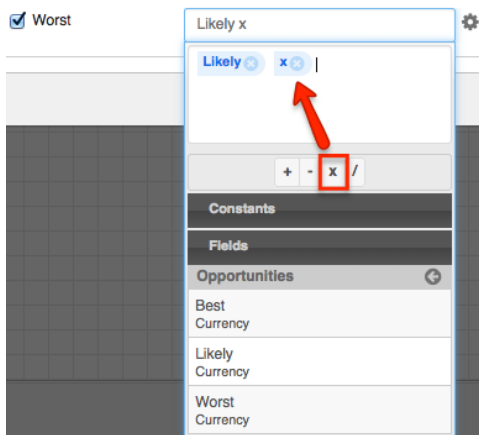 Worst
Likely x
Likely x
+ - x /
Constants
Fields
Opportunities
Best
Currency
Likely
Currency
Worst
Currency